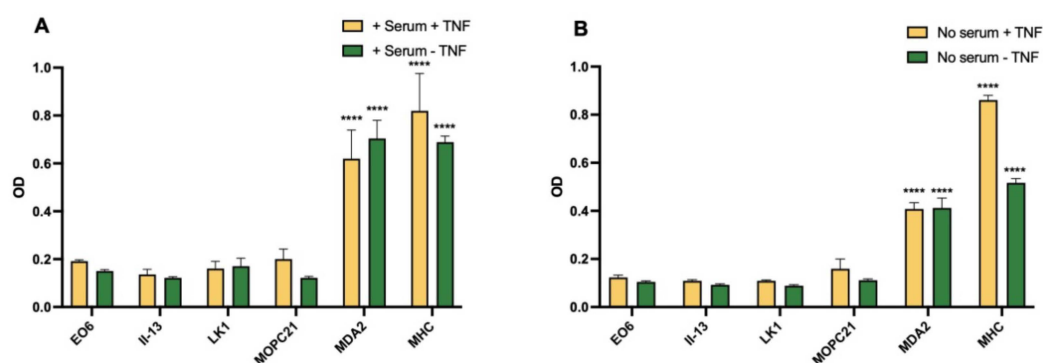 A
+ Serum + TNF
+ Serum - TNF
OD
1.0
0.8
0.6
0.4
0.2
0.0
**** **** **** ****
EO6 Il-13 LK1 MOPC21 MDA2 MHC
B
No serum + TNF
No serum - TNF
OD
1.0
0.8
0.6
0.4
0.2
0.0
**** **** **** ****
EO6 Il-13 LK1 MOPC21 MDA2 MHC